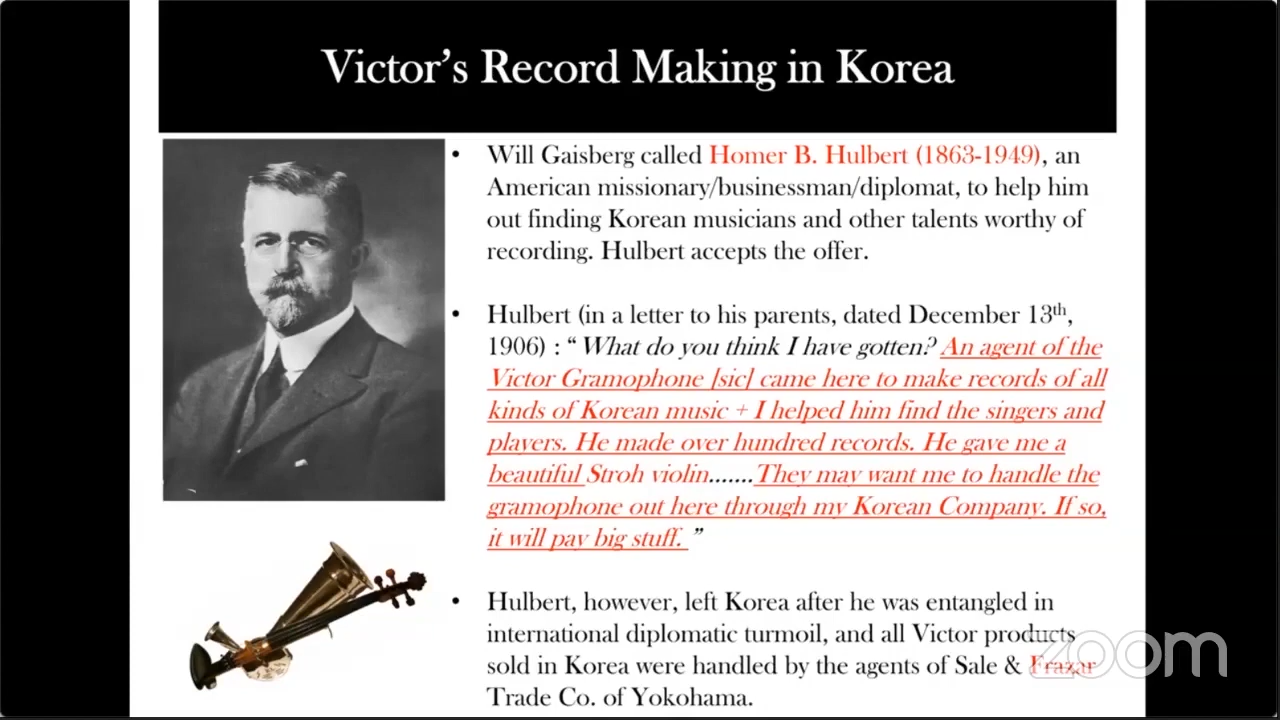 Victor's Record Making in Korea
• Will Gaisberg called Homer B. Hulbert (1863-1949), an
American missionary/businessman/diplomat, to help him
out finding Korean musicians and other talents worthy of
recording. Hulbert accepts the offer.
• Hulbert (in a letter to his parents, dated December 13th,
1906) : “ What do you think I have gotten? An agent of the
Victor Gramophone [sic] came here to make records of all
kinds of Korean music + I helped him find the singers and
players. He made over hundred records. He gave me a
beautiful Stroh violin.......They may want me to handle the
gramophone out here through my Korean Company. If so,
it will pay big stuff. ”
• Hulbert, however, left Korea after he was entangled in
international diplomatic turmoil, and all Victor products
sold in Korea were handled by the agents of Sale & Frazar
Trade Co. of Yokohama.
zoom